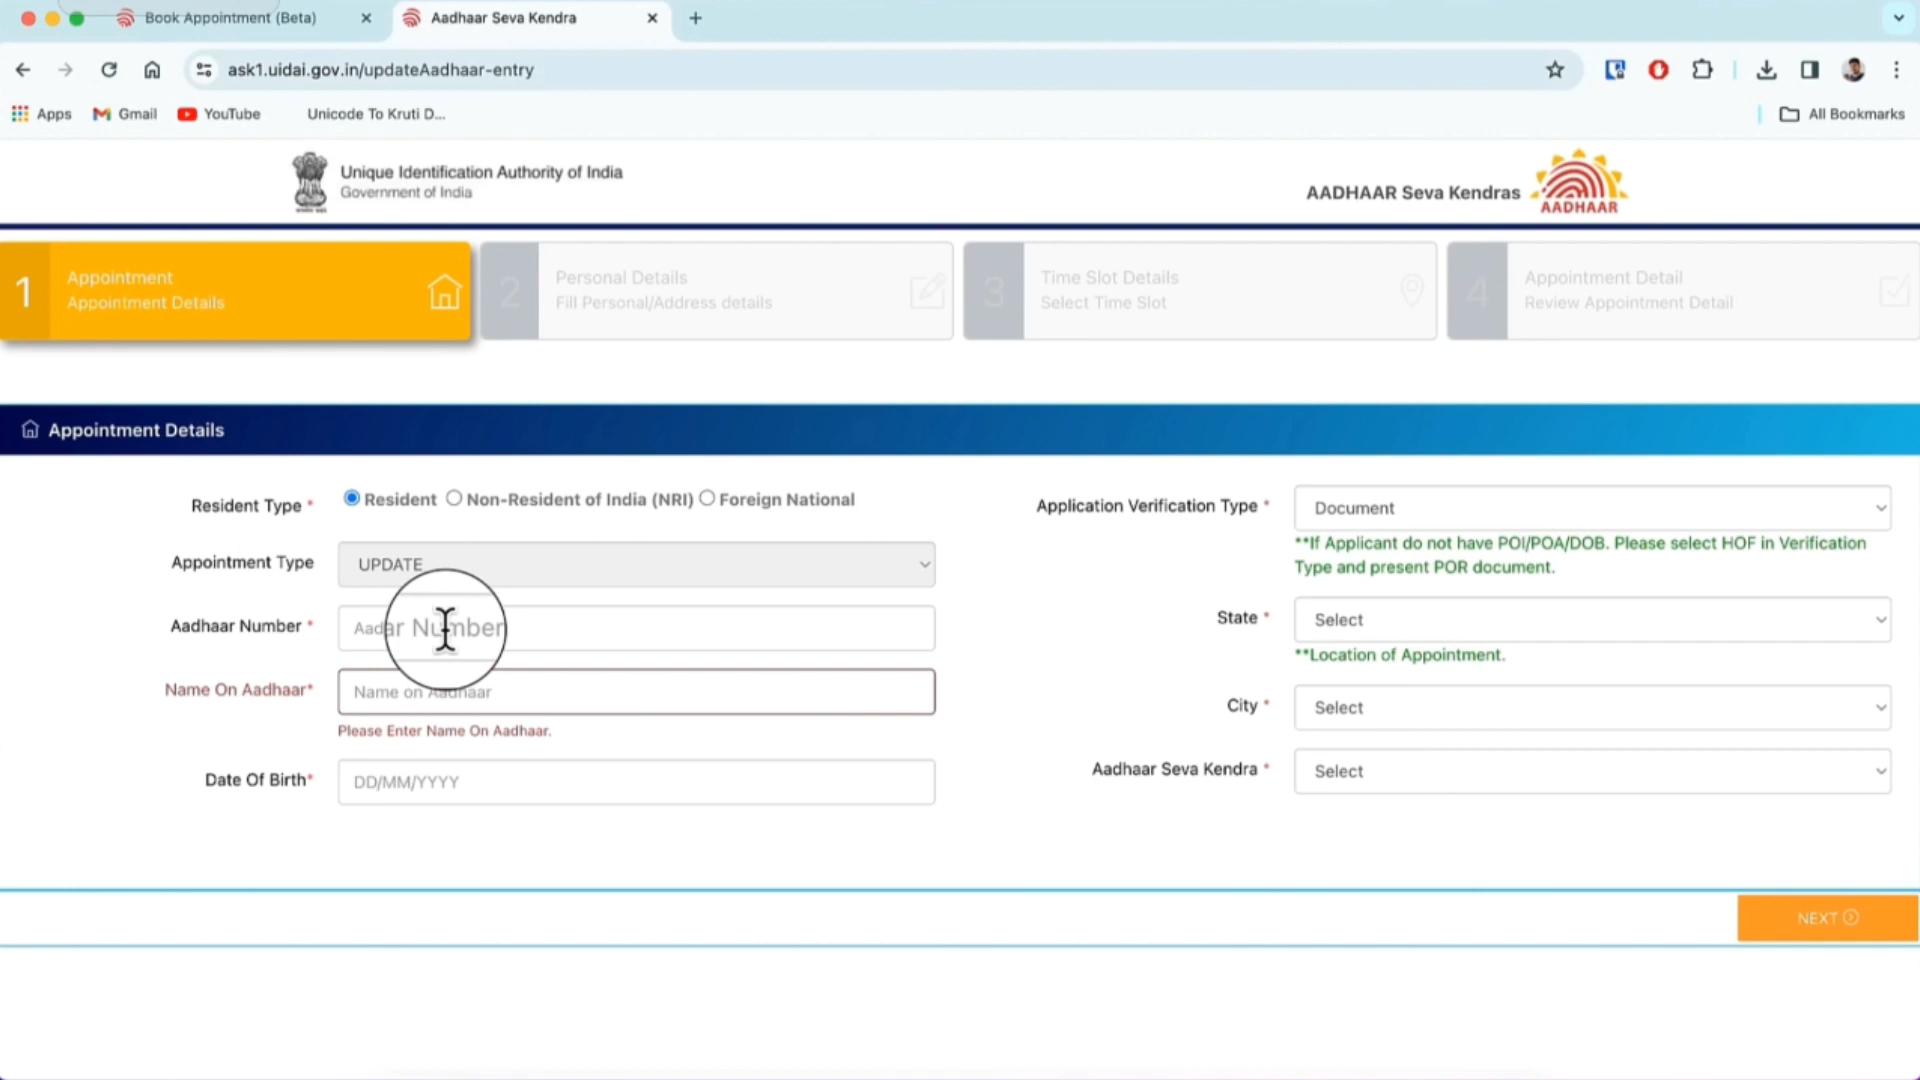 Book Appointment (Beta)
Aadhaar Seva Kendra
ask1.uidai.gov.in/updateAadhaar-entry
Apps
Gmail
YouTube
Unicode To Kruti D...
All Bookmarks
Unique Identification Authority of India
Government of India
AADHAAR Seva Kendras
AADHAAR
1
Appointment
Appointment Details
2
Personal Details
Fill Personal/Address details
3
Time Slot Details
Select Time Slot
4
Appointment Detail
Review Appointment Detail
Appointment Details
Resident Type *
Resident
Non-Resident of India (NRI)
Foreign National
Appointment Type
UPDATE
Aadhaar Number *
Aadar Number
Name On Aadhaar*
Name on Aadhaar
Please Enter Name On Aadhaar.
Date Of Birth*
DD/MM/YYYY
Application Verification Type *
Document
**If Applicant do not have POI/POA/DOB. Please select HOF in Verification
Type and present POR document.
State *
Select
**Location of Appointment.
City *
Select
Aadhaar Seva Kendra *
Select
NEXT